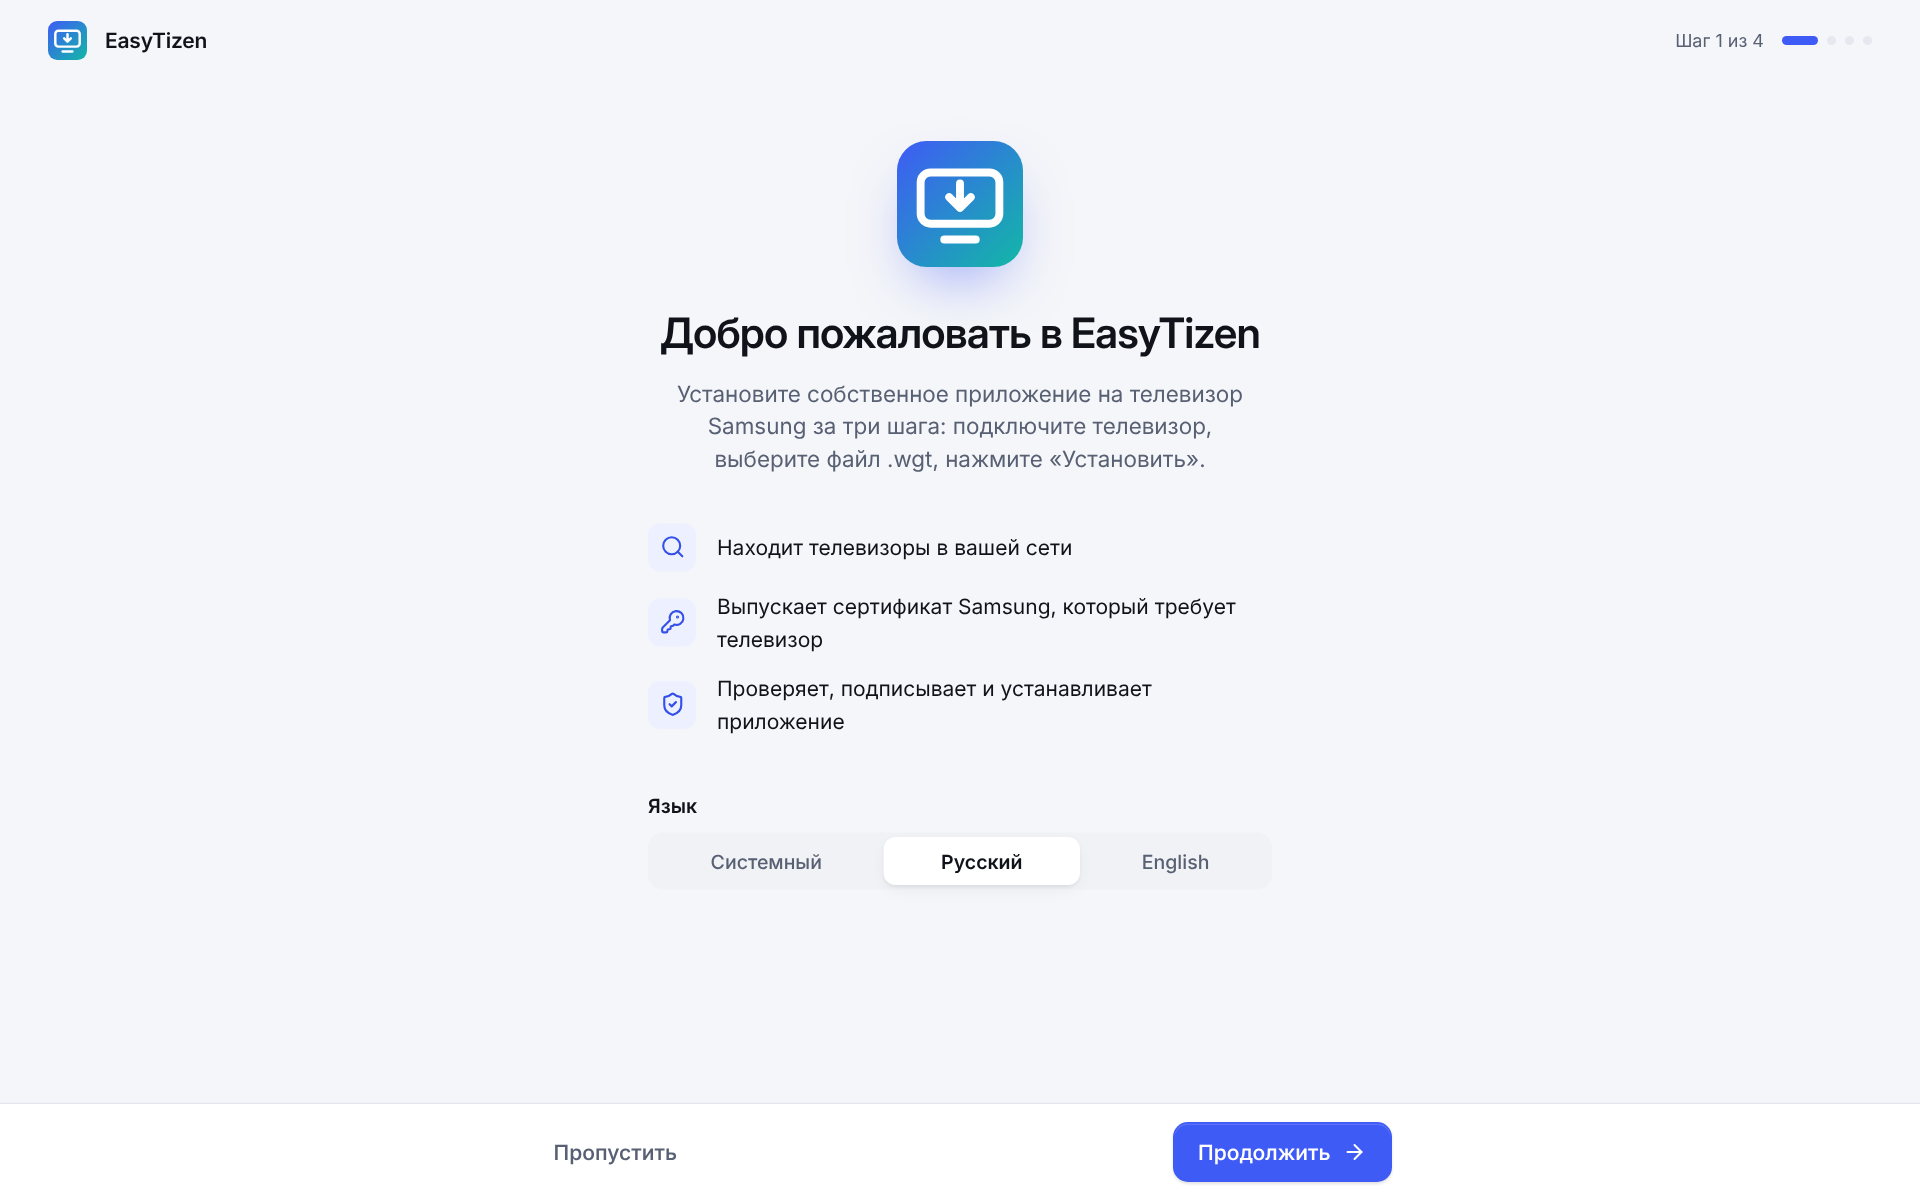 EasyTizen
Шаг 1 из 4
Добро пожаловать в EasyTizen
Установите собственное приложение на телевизор
Samsung за три шага: подключите телевизор,
выберите файл .wgt, нажмите «Установить».
Находит телевизоры в вашей сети
Выпускает сертификат Samsung, который требует
телевизор
Проверяет, подписывает и устанавливает
приложение
Язык
Системный
Русский
English
Пропустить
Продолжить